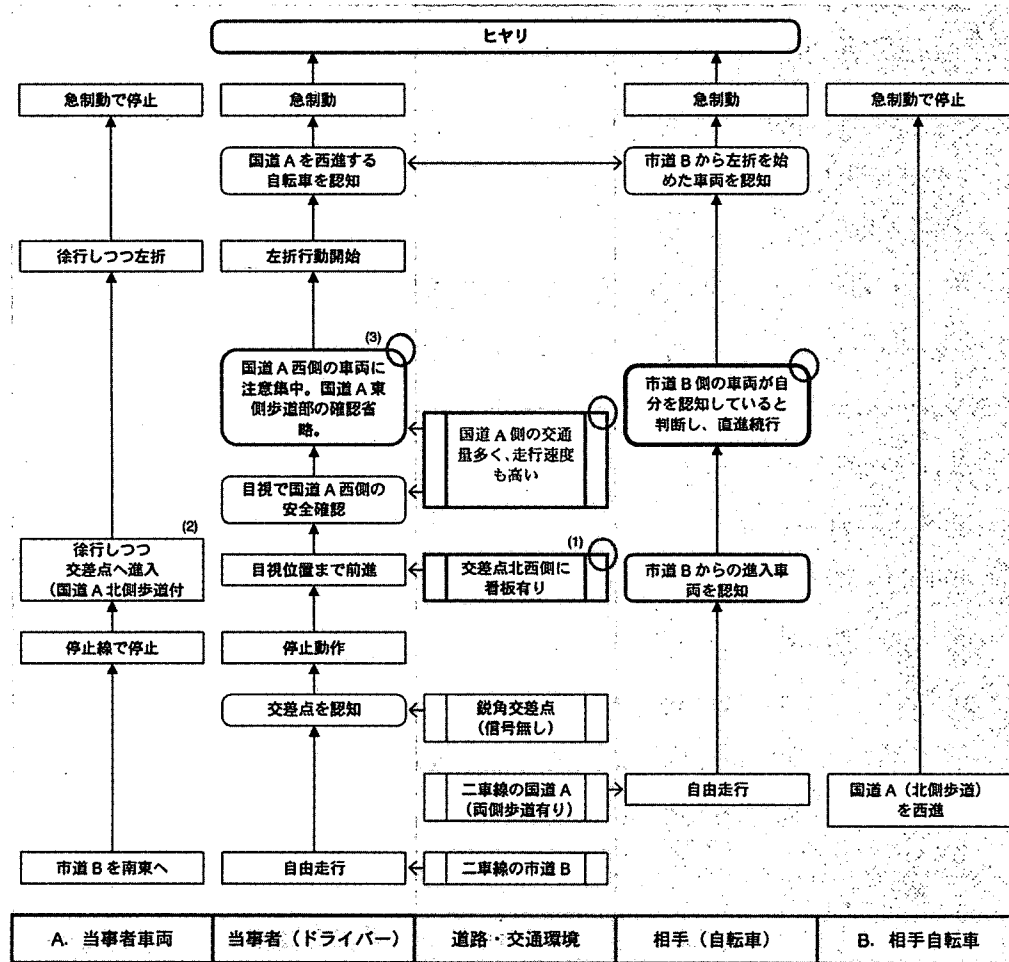 ヒヤリ
急制動で停止
急制動
急制動
急制動で停止
国道Aを西進する
自転車を認知
市道Bから左折を始
めた車両を認知
徐行しつつ左折
左折行動開始
(3)
国道A西側の車両に
注意集中。国道A東
側歩道部の確認省
略。
市道B側の車両が自
分を認知していると
判断し、直進続行
国道A側の交通
量多く、走行速度
も高い
目視で国道A西側の
安全確認
(2)
徐行しつつ
交差点へ進入
(国道A北側歩道付
目視位置まで前進
(1)
交差点北西側に
看板有り
市道Bからの進入車
両を認知
停止線で停止
停止動作
交差点を認知
鋭角交差点
(信号無し)
二車線の国道A
(両側歩道有り)
自由走行
国道A(北側歩道)
を西進
市道Bを南東へ
自由走行
二車線の市道B
A. 当事者車両
当事者(ドライバー)
道路・交通環境
相手(自転車)
B. 相手自転車